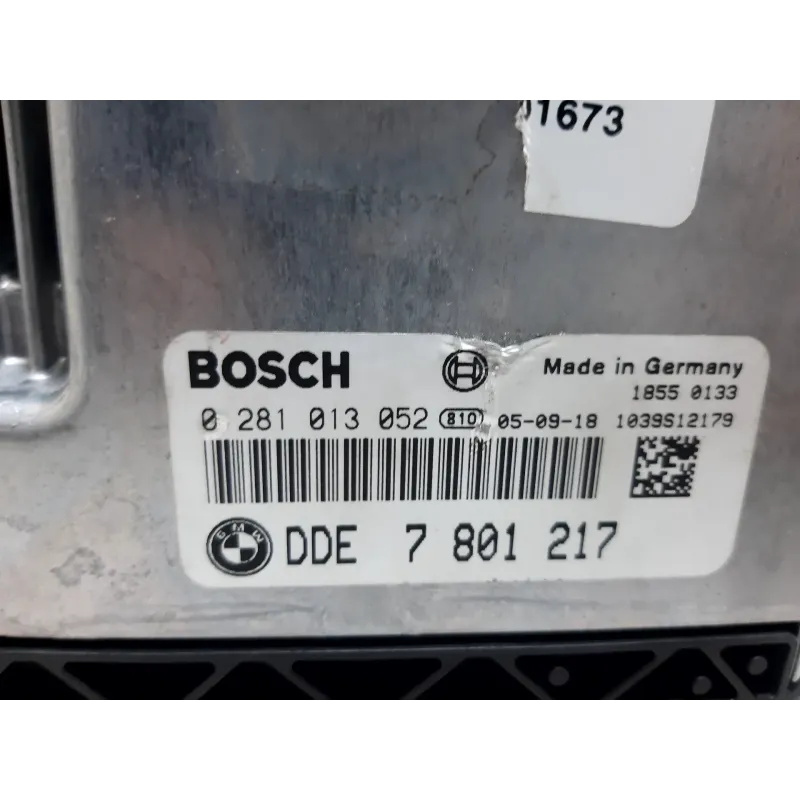 1673
BOSCH
Made in Germany
1855 0133
0 281 013 052 810 05-09-18 1039S12179
BMW DDE 7 801 217